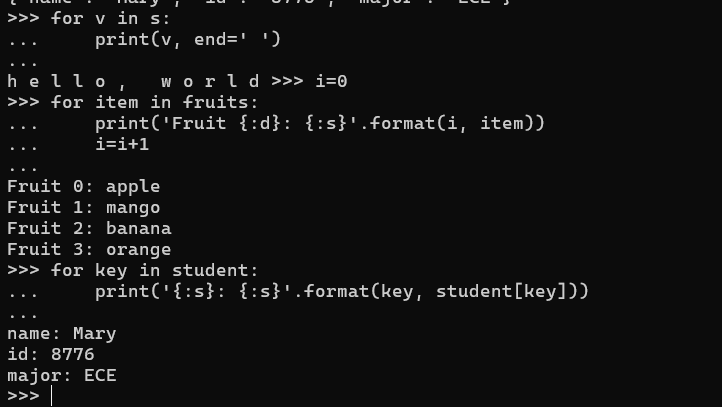 {'name': 'Mary', 'id': '8776', 'major': 'ECE'}
>>> for v in s:
...     print(v, end=' ')
...
h e l l o ,   w o r l d >>> i=0
>>> for item in fruits:
...     print('Fruit {:d}: {:s}'.format(i, item))
...     i=i+1
...
Fruit 0: apple
Fruit 1: mango
Fruit 2: banana
Fruit 3: orange
>>> for key in student:
...     print('{:s}: {:s}'.format(key, student[key]))
...
name: Mary
id: 8776
major: ECE
>>>